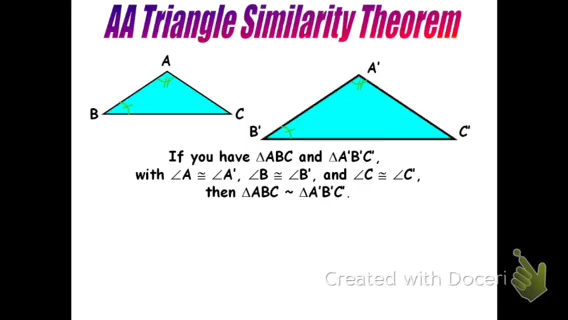 AA Triangle Similarity Theorem
A
A'
B
C
B'
C'
If you have ∆ABC and ∆A'B'C',
with ∠A ≅ ∠A', ∠B ≅ ∠B', and ∠C ≅ ∠C',
then ∆ABC ~ ∆A'B'C'.
Created with Doceri